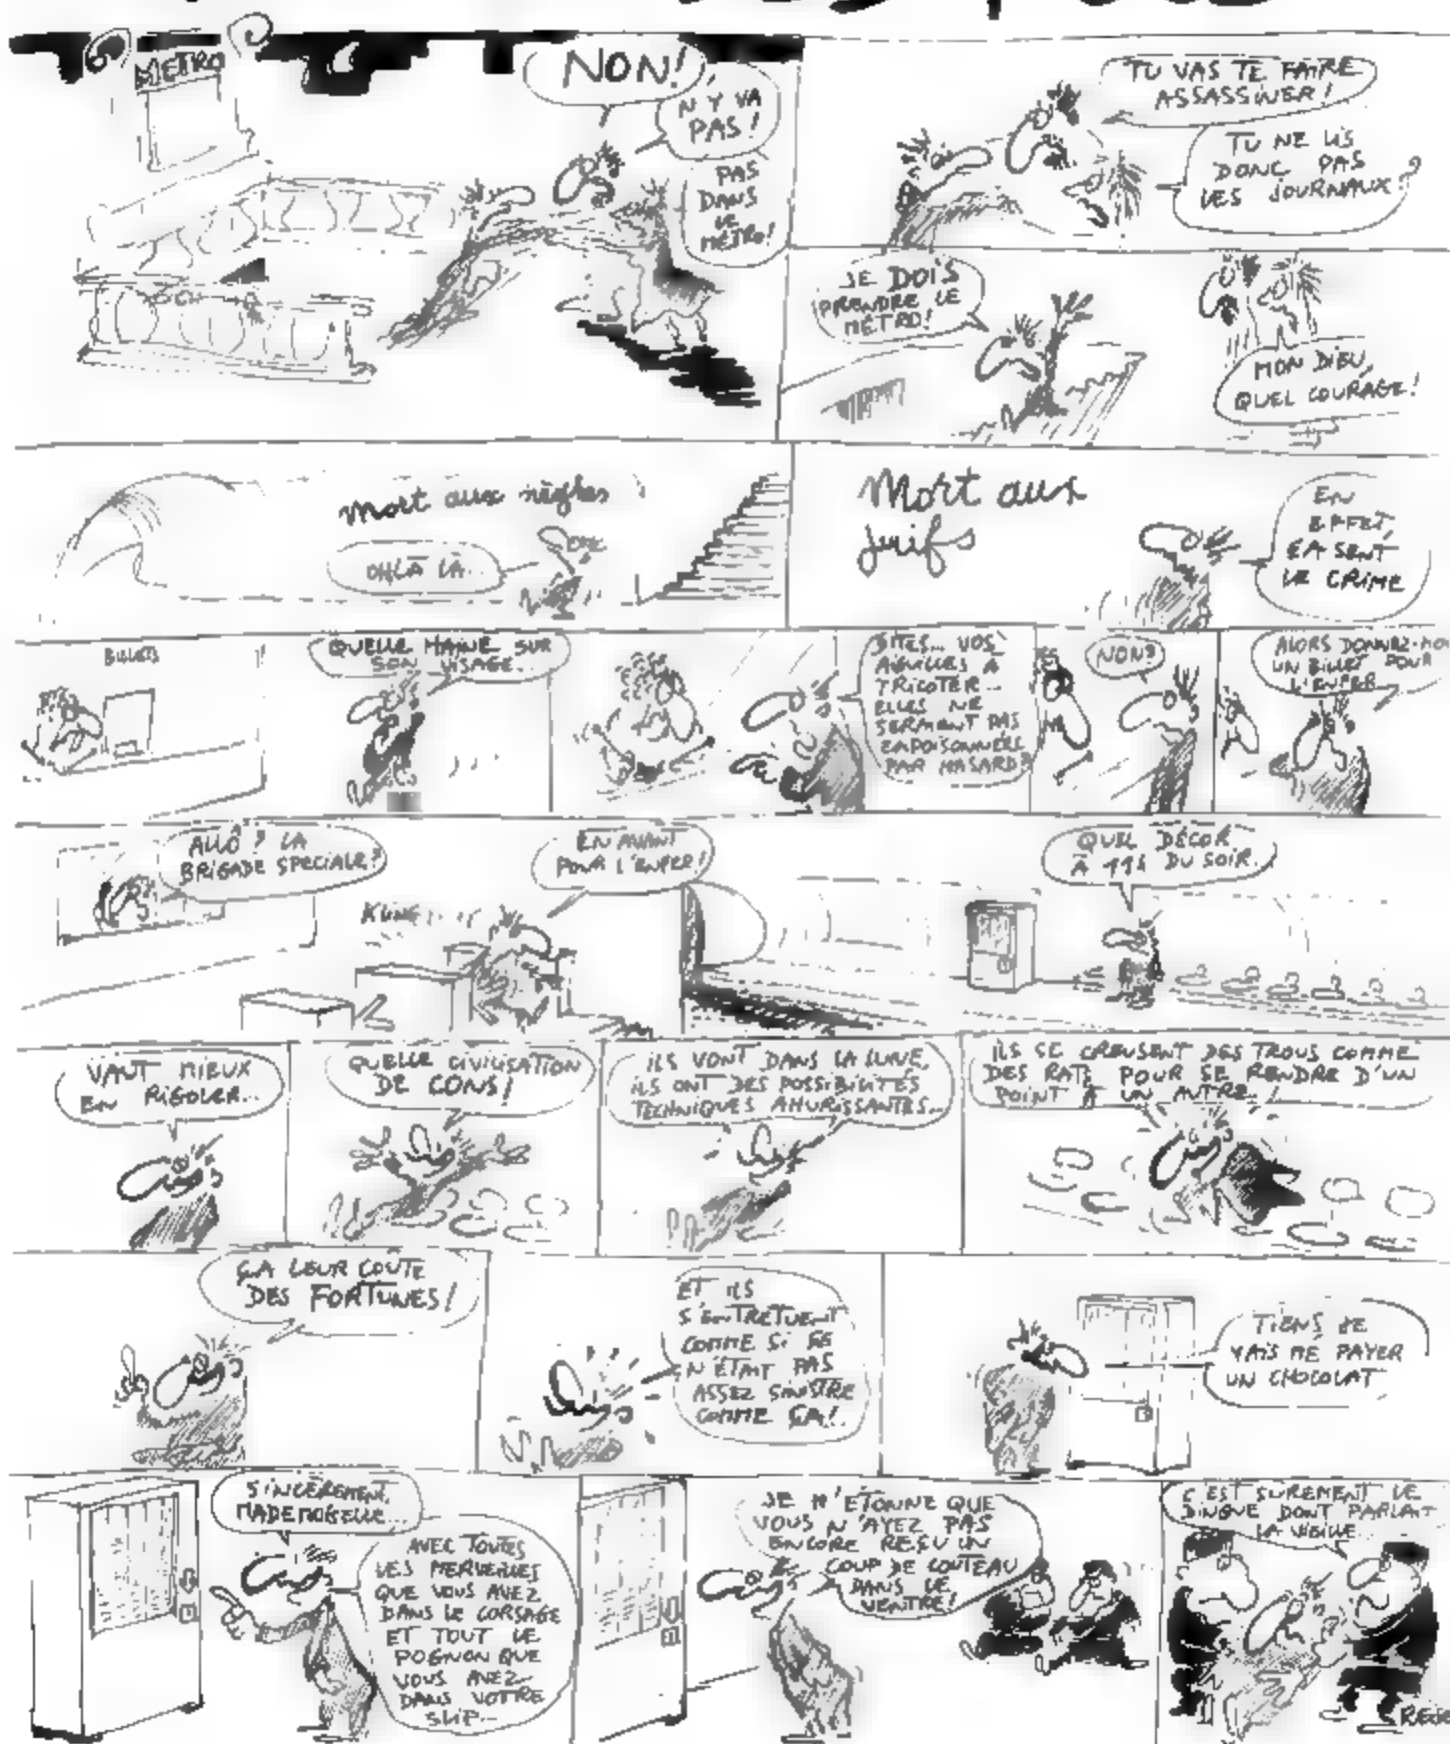 METRO
NON!
N'Y VA
PAS!
PAS
DANS
LE
METRO!
TU VAS TE FAIRE
ASSASSINER!
TU NE LIS
DONC PAS
LES JOURNAUX?
JE DOIS
PRENDRE LE
METRO!
MON DIEU,
QUEL COURAGE!
Mort aux nègres
OHLÀ LÀ...
Mort aux
juifs
EN
EFFET,
ÇA SENT
LE CRIME
BILLETS
QUELLE HAINE SUR
SON VISAGE...
DITES... VOS
AIGUILLES À
TRICOTER...
ELLES NE
SERAIENT PAS
EMPOISONNÉES
PAR HASARD?
NON?
ALORS DONNEZ-MOI
UN BILLET POUR
L'ENFER...
ALLÔ? LA
BRIGADE SPECIALE?
KLING
EN AVANT
POUR L'ENFER!
QUEL DÉCOR
À 11h DU SOIR...
VAUT MIEUX
EN RIGOLER...
QUELLE CIVILISATION
DE CONS!
ILS VONT DANS LA LUNE,
ILS ONT DES POSSIBILITÉS
TECHNIQUES AHURISSANTES...
ILS SE CREUSENT DES TROUS COMME
DES RATS POUR SE RENDRE D'UN
POINT À UN AUTRE!
ÇA LEUR COUTE
DES FORTUNES!
ET ILS
S'ENTRETUENT
COMME SI CE
N'ÉTAIT PAS
ASSEZ SINISTRE
COMME ÇA!
TIENS JE
VAIS ME PAYER
UN CHOCOLAT
SINCÈREMENT,
MADEMOISELLE...
AVEC TOUTES
LES MERVEILLES
QUE VOUS AVEZ
DANS LE CORSAGE
ET TOUT LE
POGNON QUE
VOUS AVEZ
DANS VOTRE
SLIP...
JE M'ÉTONNE QUE
VOUS N'AYEZ PAS
ENCORE REÇU UN
COUP DE COUTEAU
DANS LE
VENTRE!
C'EST SUREMENT LE
DINGUE DONT PARLAIT
LA VIEILLE...